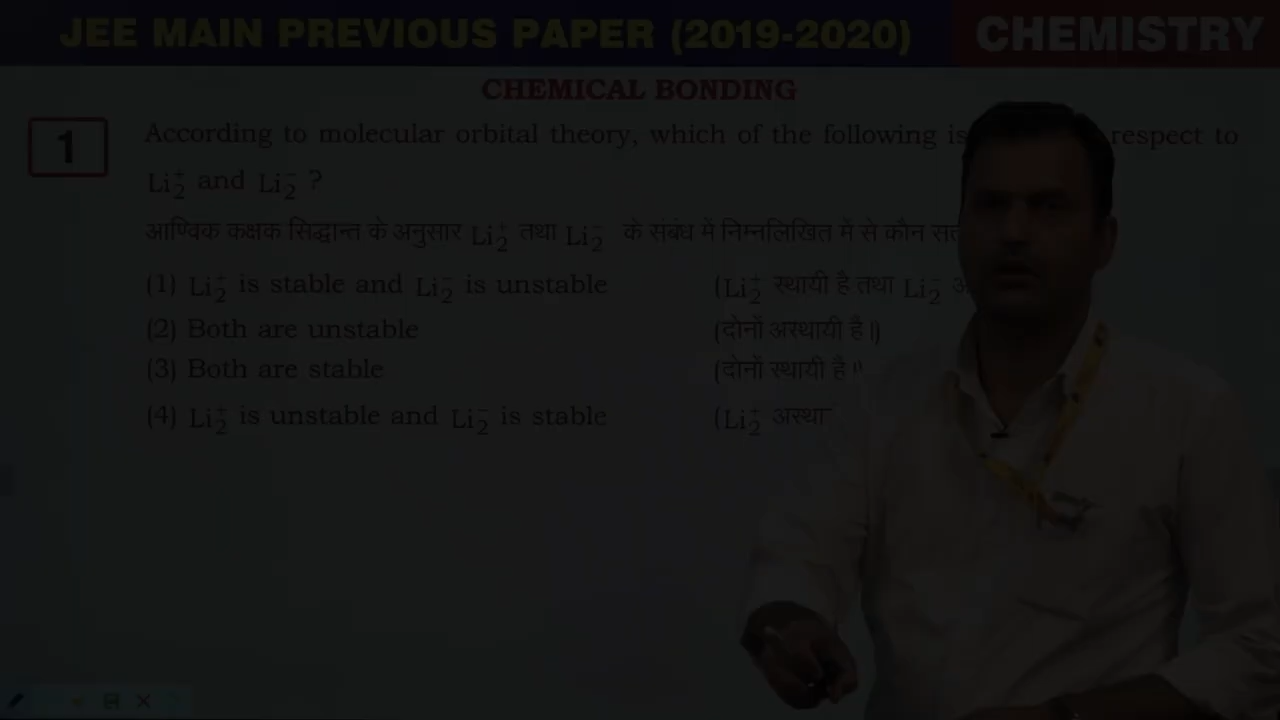 JEE MAIN PREVIOUS PAPER (2019-2020) CHEMISTRY
CHEMICAL BONDING
1 According to molecular orbital theory, which of the following is respect to
Li₂⁺ and Li₂⁻ ?
आण्विक कक्षक सिद्धान्त के अनुसार Li₂⁺ तथा Li₂⁻ के संबंध में निम्नलिखित में से कौन
(1) Li₂⁺ is stable and Li₂⁻ is unstable (Li₂⁺ स्थायी है तथा Li₂⁻
(2) Both are unstable (दोनों अस्थायी है।)
(3) Both are stable (दोनों स्थायी है।
(4) Li₂⁺ is unstable and Li₂⁻ is stable (Li₂⁺